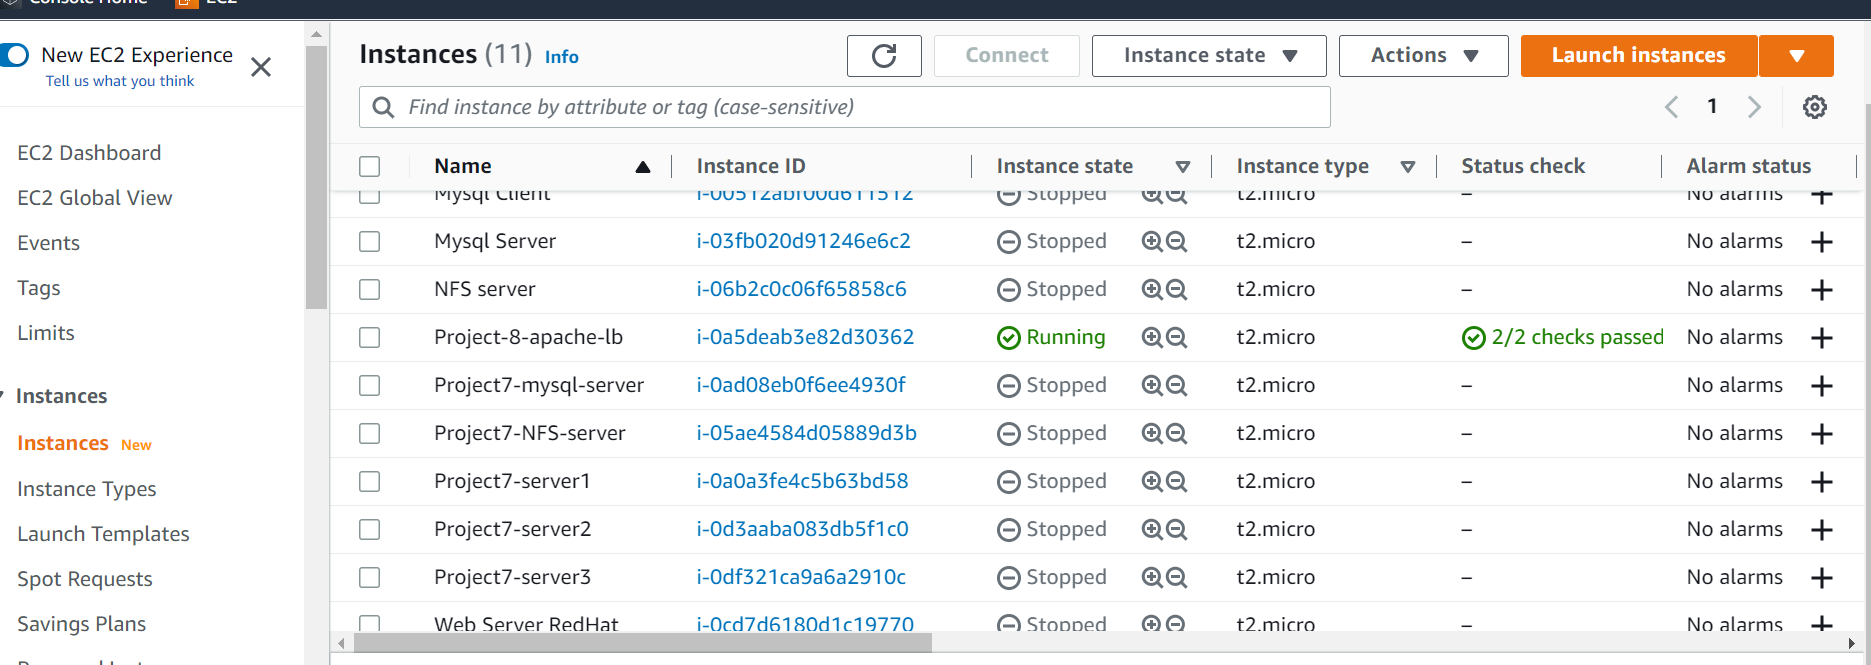 Console Home EC2
New EC2 Experience
Tell us what you think
EC2 Dashboard
EC2 Global View
Events
Tags
Limits
Instances
Instances New
Instance Types
Launch Templates
Spot Requests
Savings Plans
Instances (11) Info
Connect
Instance state
Actions
Launch instances
Find instance by attribute or tag (case-sensitive)
1
Name Instance ID Instance state Instance type Status check Alarm status
Mysql Client i-00512abf00d611512 Stopped t2.micro – No alarms +
Mysql Server i-03fb020d91246e6c2 Stopped t2.micro – No alarms +
NFS server i-06b2c0c06f65858c6 Stopped t2.micro – No alarms +
Project-8-apache-lb i-0a5deab3e82d30362 Running t2.micro 2/2 checks passed No alarms +
Project7-mysql-server i-0ad08eb0f6ee4930f Stopped t2.micro – No alarms +
Project7-NFS-server i-05ae4584d05889d3b Stopped t2.micro – No alarms +
Project7-server1 i-0a0a3fe4c5b63bd58 Stopped t2.micro – No alarms +
Project7-server2 i-0d3aaba083db5f1c0 Stopped t2.micro – No alarms +
Project7-server3 i-0df321ca9a6a2910c Stopped t2.micro – No alarms +
Web Server RedHat i-0cd7d6180d1c19770 Stopped t2.micro – No alarms +